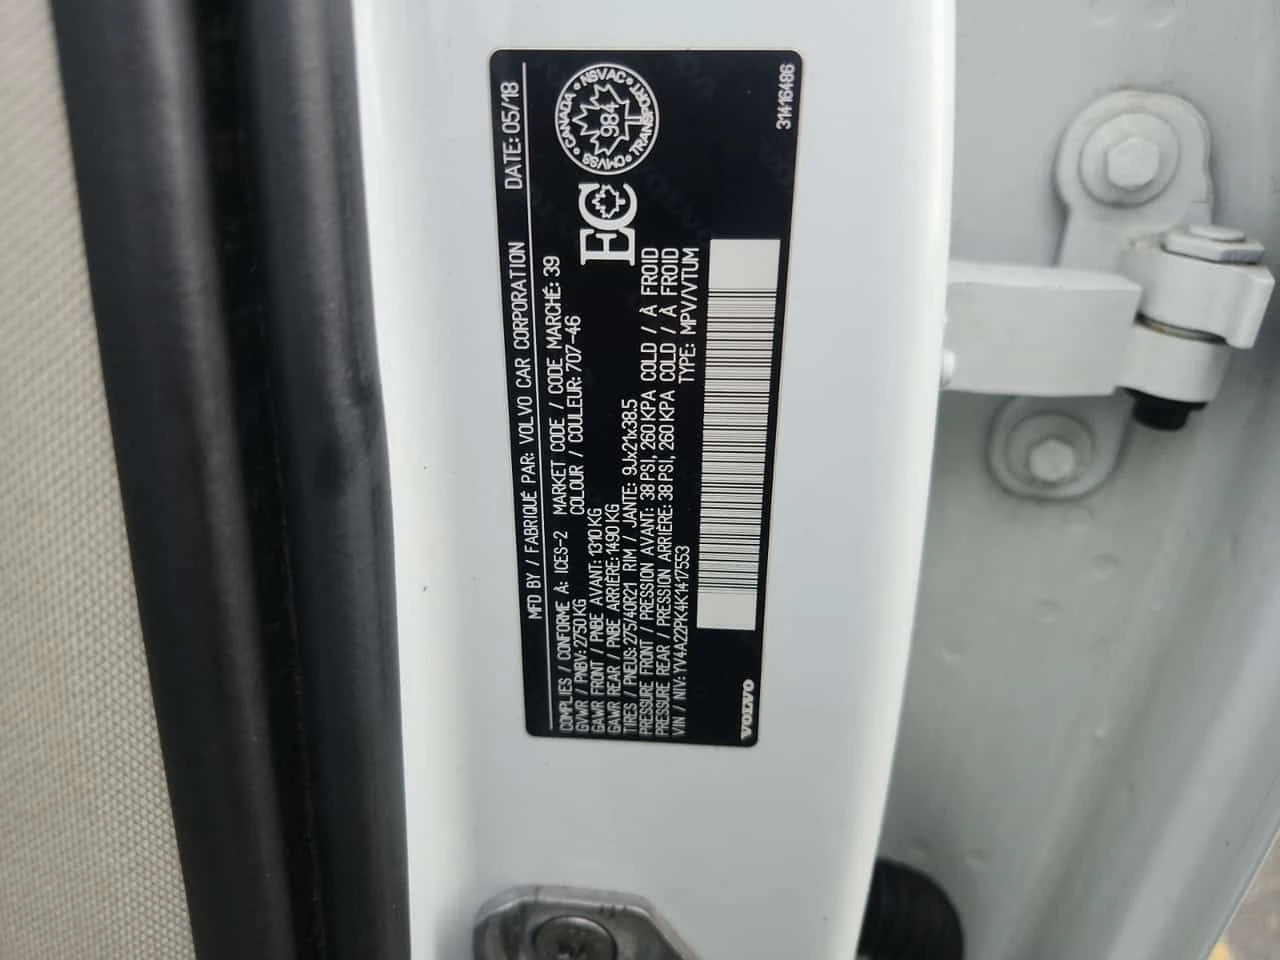 MFD BY / FABRIQUÉ PAR: VOLVO CAR CORPORATION DATE: 05/18
COMPLIES / CONFORME À: ICES-2 MARKET CODE / CODE MARCHÉ: 39
GVWR / PNBV: 2750 KG COLOUR / COULEUR: 707-46
GAWR FRONT / PNBE AVANT: 1310 KG
GAWR REAR / PNBE ARRIÈRE: 1490 KG
TIRES / PNEUS: 275/40R21 RIM / JANTE: 9Jx21x38.5
PRESSURE FRONT / PRESSION AVANT: 38 PSI, 260 KPA COLD / À FROID
PRESSURE REAR / PRESSION ARRIÈRE: 38 PSI, 260 KPA COLD / À FROID
VIN / NIV: YV4A22PK4K1417553 TYPE: MPV/VTUM
EC
CANADA • NSVAC • TRANSPORT • CMVSS •
984
VOLVO
31416486